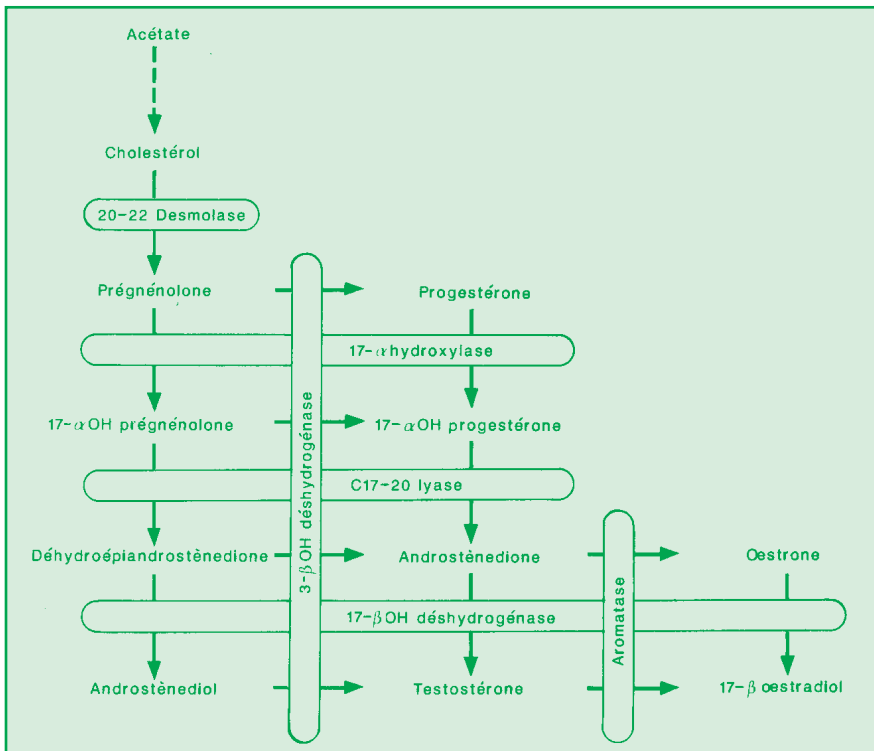 Acétate
Cholestérol
20-22 Desmolase
Prégnénolone
Progestérone
17-αhydroxylase
17-αOH prégnénolone
17-αOH progestérone
3-βOH déshydrogénase
C17-20 lyase
Déhydroépiandrostènedione
Androstènedione
Aromatase
Oestrone
17-βOH déshydrogénase
Androstènediol
Testostérone
17-β oestradiol